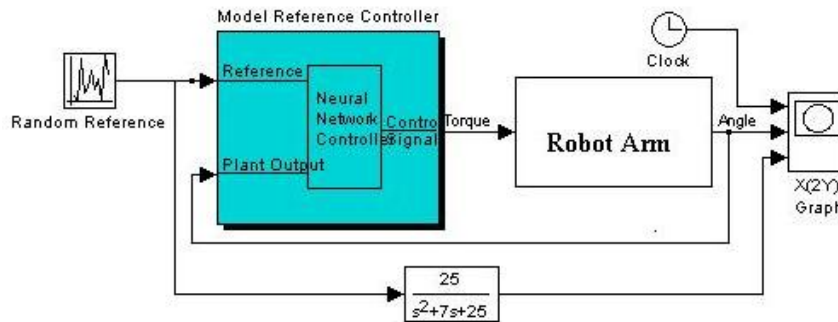 Model Reference Controller
Random Reference
Reference
Plant Output
Neural
Network
Controller
Contro
Signal
Torque
Robot Arm
Clock
Angle
X(2Y)
Graph
25
s²+7s+25